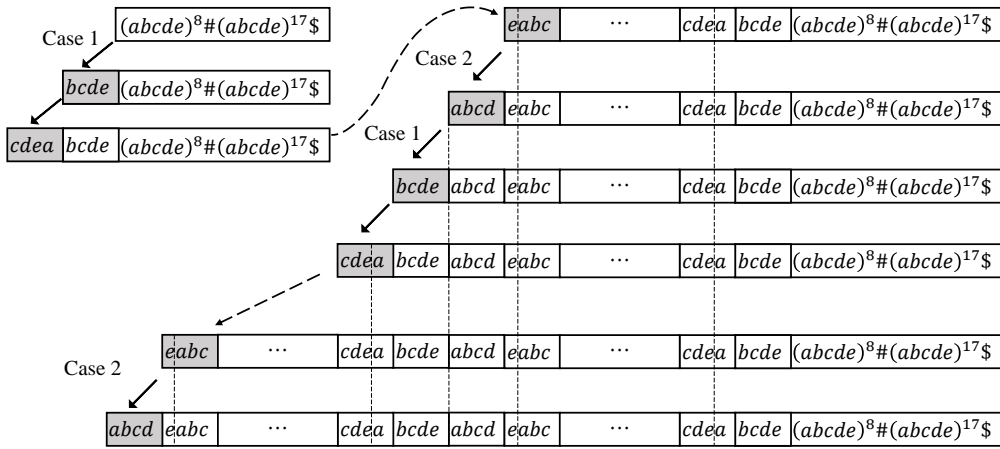 (abcde)⁸#(abcde)¹⁷$
Case 1
bcde (abcde)⁸#(abcde)¹⁷$
cdea bcde (abcde)⁸#(abcde)¹⁷$
eabc ⋯ cdea bcde (abcde)⁸#(abcde)¹⁷$
Case 2
abcd eabc ⋯ cdea bcde (abcde)⁸#(abcde)¹⁷$
Case 1
bcde abcd eabc ⋯ cdea bcde (abcde)⁸#(abcde)¹⁷$
cdea bcde abcd eabc ⋯ cdea bcde (abcde)⁸#(abcde)¹⁷$
eabc ⋯ cdea bcde abcd eabc ⋯ cdea bcde (abcde)⁸#(abcde)¹⁷$
Case 2
abcd eabc ⋯ cdea bcde abcd eabc ⋯ cdea bcde (abcde)⁸#(abcde)¹⁷$